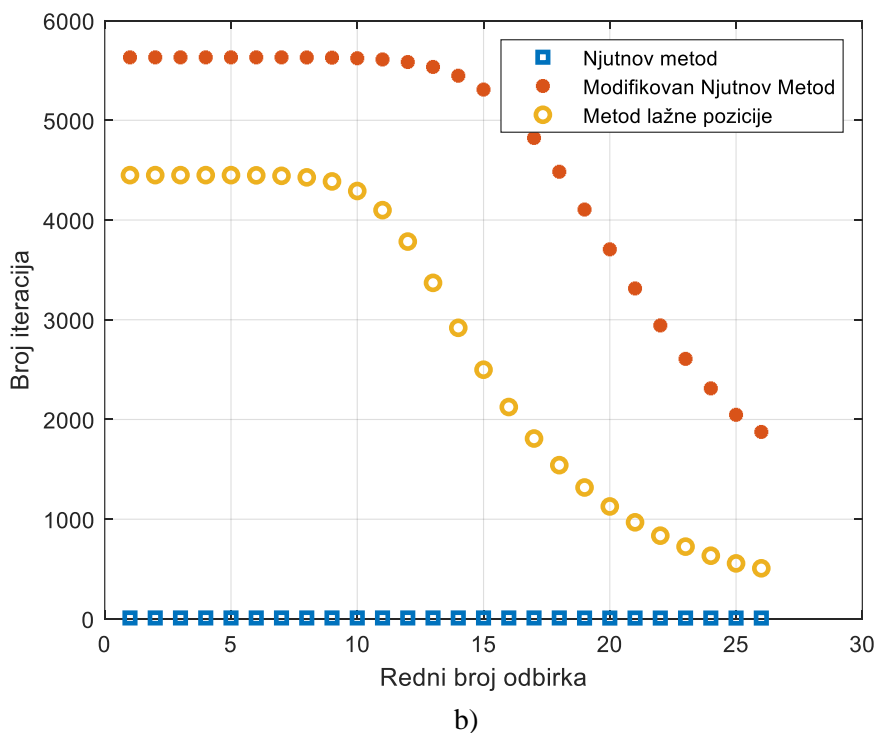 6000
5000
4000
3000
2000
1000
0
Broj iteracija
Njutnov metod
Modifikovan Njutnov Metod
Metod lažne pozicije
0 5 10 15 20 25 30
Redni broj odbirka
b)